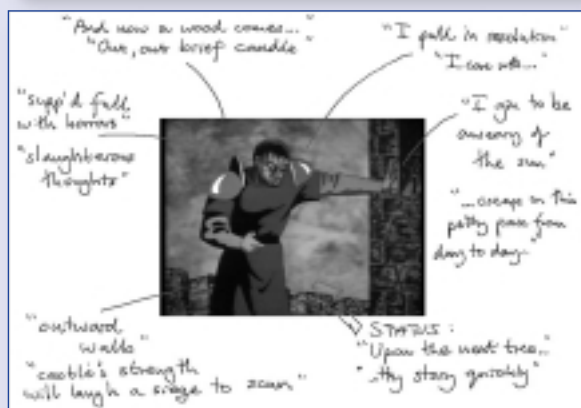 "And now a wood comes..."
"Out, out brief candle"
"I pull in resolution"
"I care not..."
"supp'd full
with horrors"
"slaughterous
thoughts"
"I gin to be
aweary of
the sun"
"...creeps in this
petty pace from
day to day."
"outward
walls"
"castle's strength
will laugh a siege to scorn"
STATUS:
"Upon the next tree..."
"..thy story quickly"